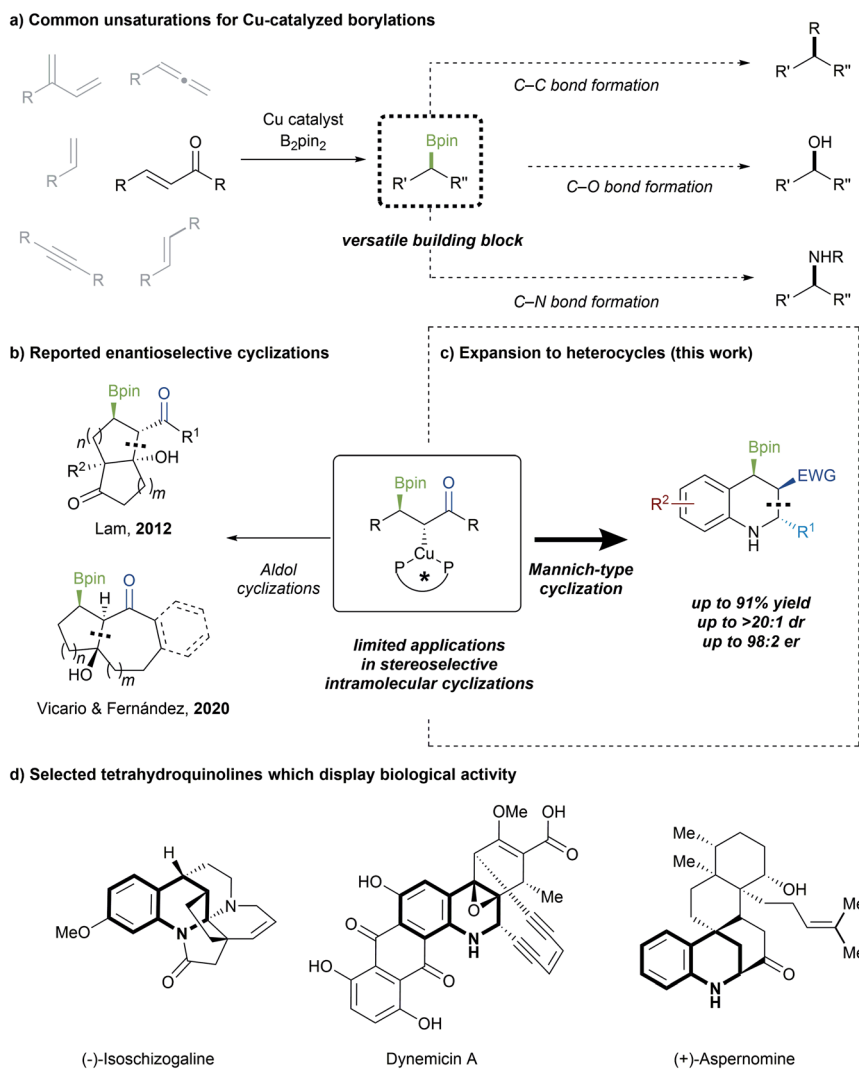 a) Common unsaturations for Cu-catalyzed borylations
R
R
R
R
O
R
R
R
R
R
Cu catalyst
B2pin2
Bpin
R'
R''
versatile building block
C–C bond formation
R
R'
R''
C–O bond formation
OH
R'
R''
C–N bond formation
NHR
R'
R''
b) Reported enantioselective cyclizations
Bpin
O
n
R1
R2
OH
O
m
Lam, 2012
Bpin
H
O
n
HO
m
Vicario & Fernández, 2020
Aldol
cyclizations
Bpin
O
R
R
Cu
P
P
*
limited applications
in stereoselective
intramolecular cyclizations
c) Expansion to heterocycles (this work)
Mannich-type
cyclization
Bpin
EWG
R2
N
H
R1
up to 91% yield
up to >20:1 dr
up to 98:2 er
d) Selected tetrahydroquinolines which display biological activity
H
N
MeO
N
O
(-)-Isoschizogaline
OMe
OH
O
HO
Me
O
O
N
H
HO
O
OH
Dynemicin A
Me
Me
OH
Me
Me
O
N
H
(+)-Aspernomine